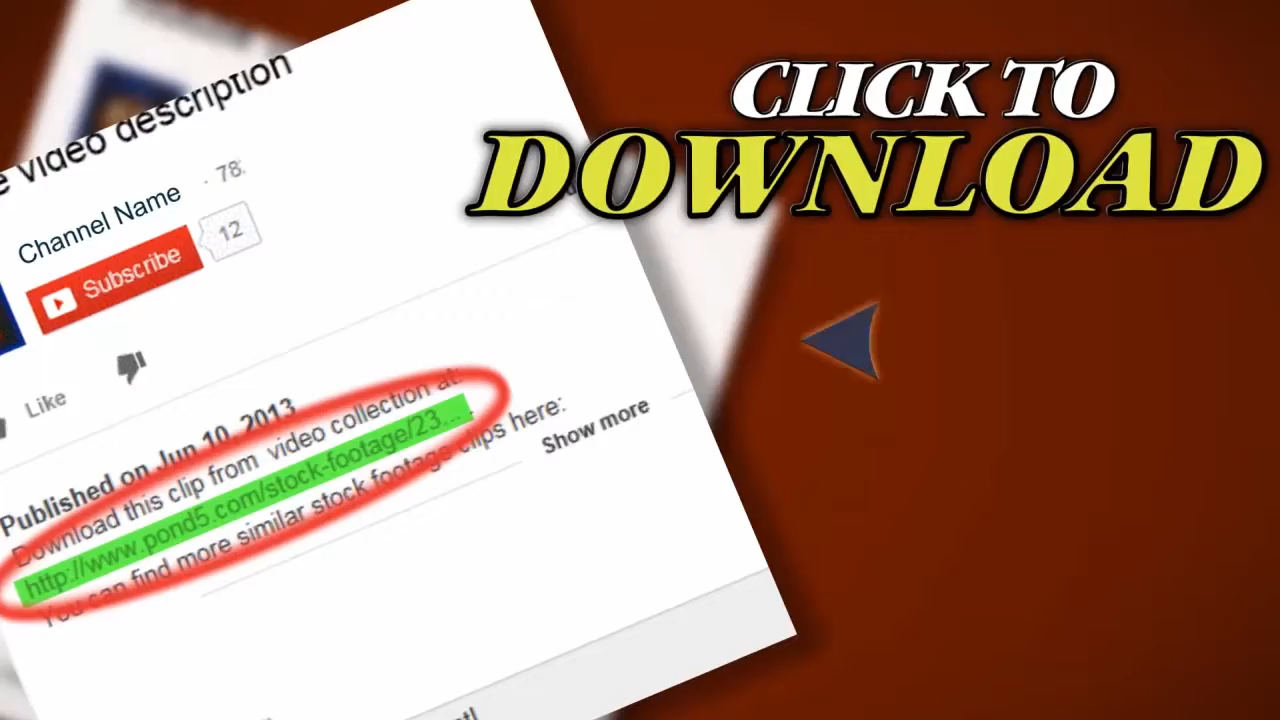 CLICK TO
DOWNLOAD
video description
Channel Name
78
Subscribe
12
Like
Published on Jun 10, 2013
Download this clip from video collection at:
http://www.pond5.com/stock-footage/23...
You can find more similar stock footage clips here:
Show more